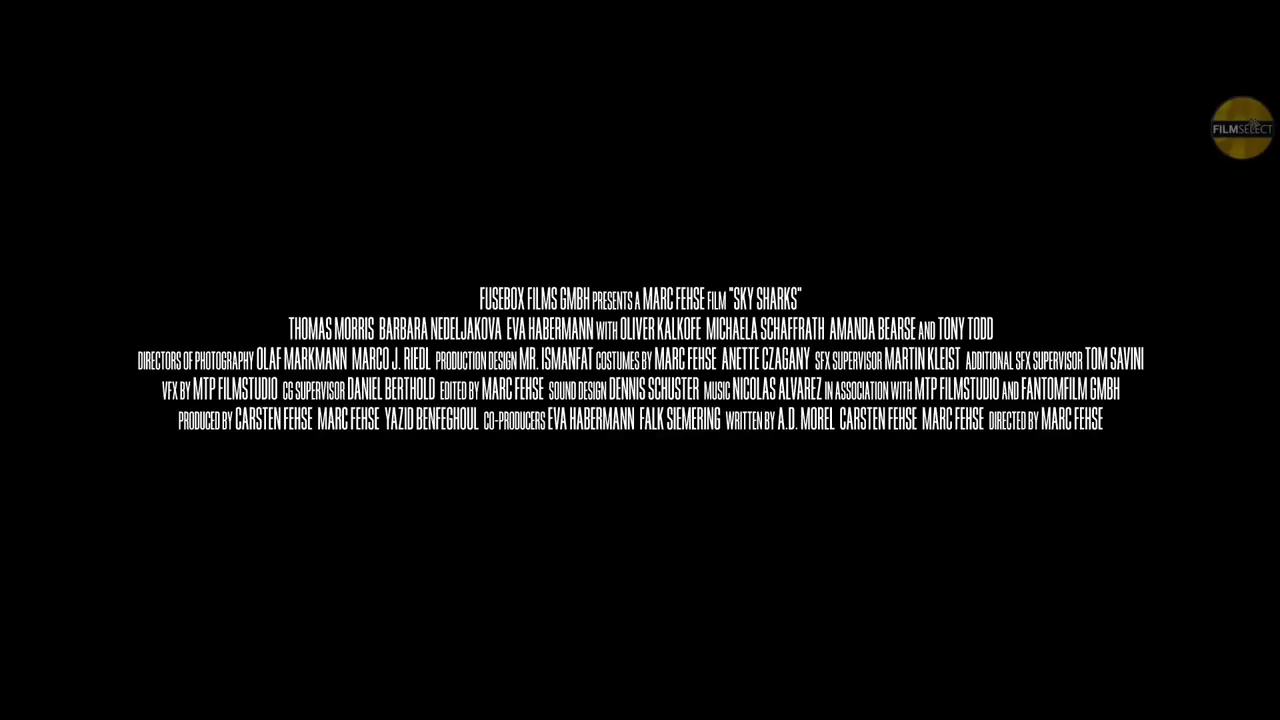 FILMSELECT
FUSEBOX FILMS GMBH PRESENTS A MARC FEHSE FILM "SKY SHARKS"
THOMAS MORRIS BARBARA NEDELJAKOVA EVA HABERMANN WITH OLIVER KALKOFE MICHAELA SCHAFFRATH AMANDA BEARSE AND TONY TODD
DIRECTORS OF PHOTOGRAPHY OLAF MARKMANN MARCO J. RIEDL PRODUCTION DESIGN MR. ISMANFAT COSTUMES BY MARC FEHSE ANETTE CZAGANY SFX SUPERVISOR MARTIN KLEIST ADDITIONAL SFX SUPERVISOR TOM SAVINI
VFX BY MTP FILMSTUDIO CG SUPERVISOR DANIEL BERTHOLD EDITED BY MARC FEHSE SOUND DESIGN DENNIS SCHUSTER MUSIC NICOLAS ALVAREZ IN ASSOCIATION WITH MTP FILMSTUDIO AND FANTOMFILM GMBH
PRODUCED BY CARSTEN FEHSE MARC FEHSE YAZID BENFEGHOUL CO-PRODUCERS EVA HABERMANN FALK SIEMERING WRITTEN BY A.D. MOREL CARSTEN FEHSE MARC FEHSE DIRECTED BY MARC FEHSE